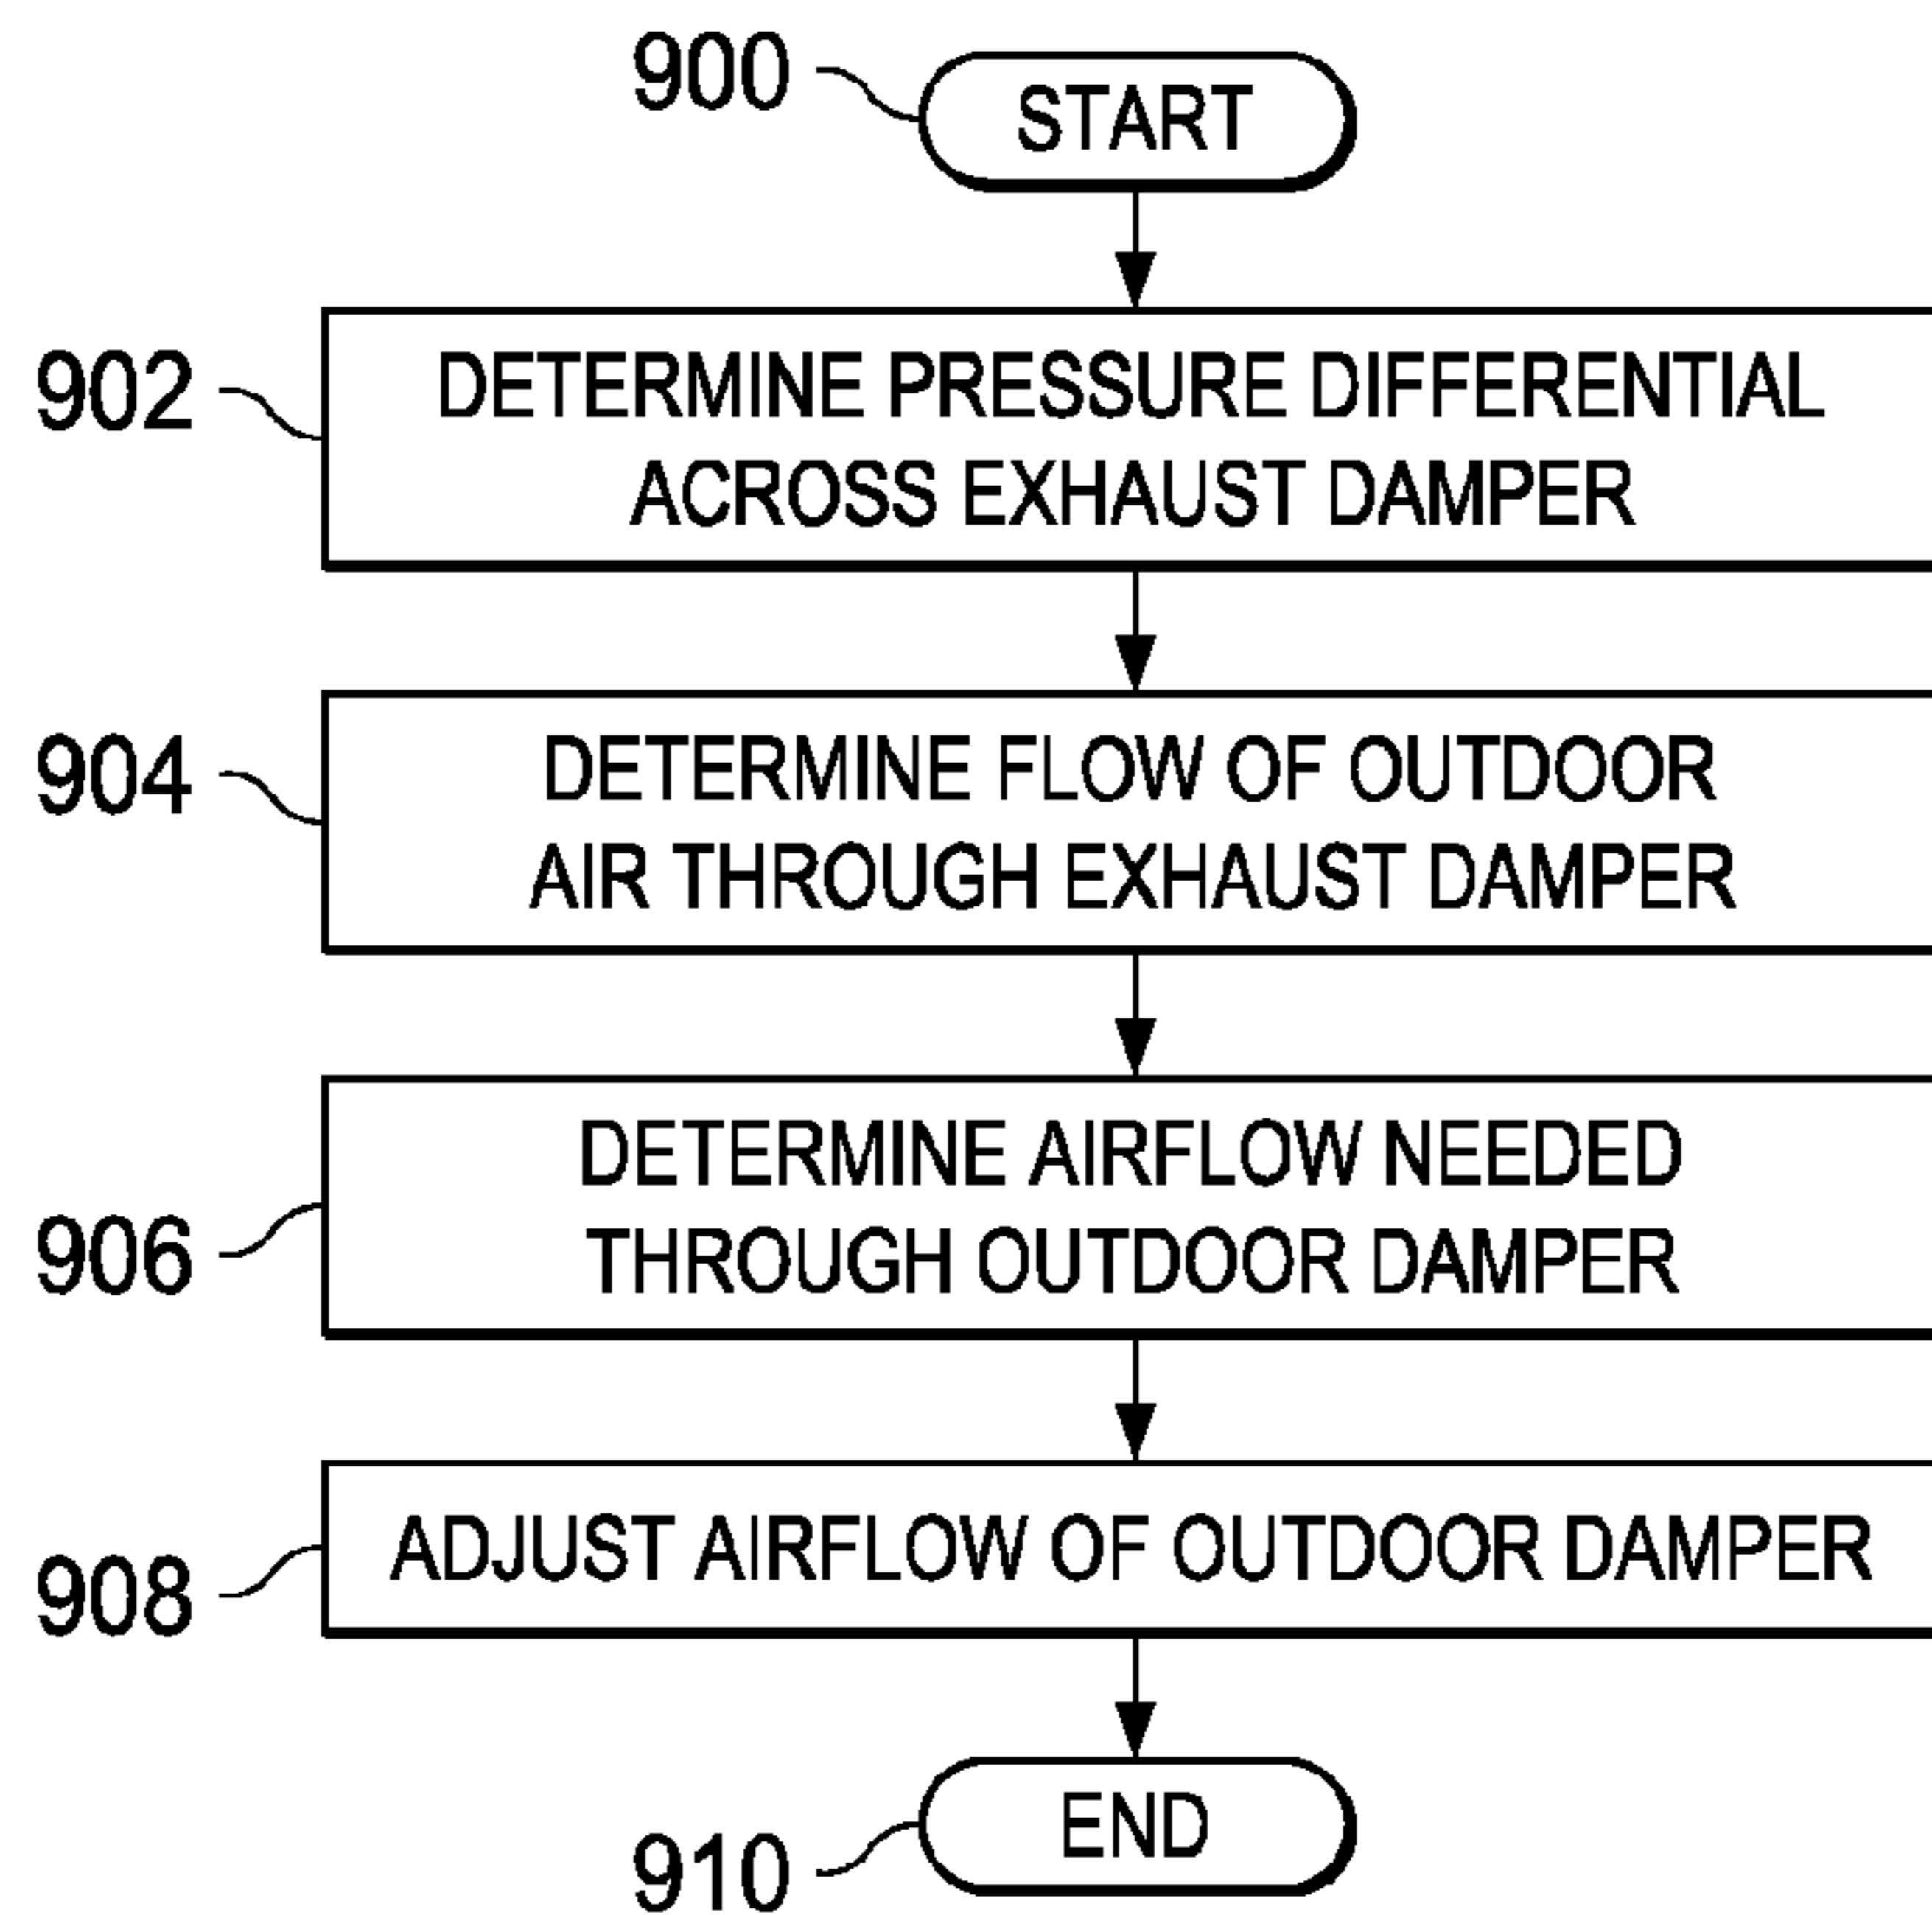 900
START
902
DETERMINE PRESSURE DIFFERENTIAL
ACROSS EXHAUST DAMPER
904
DETERMINE FLOW OF OUTDOOR
AIR THROUGH EXHAUST DAMPER
906
DETERMINE AIRFLOW NEEDED
THROUGH OUTDOOR DAMPER
908
ADJUST AIRFLOW OF OUTDOOR DAMPER
910
END